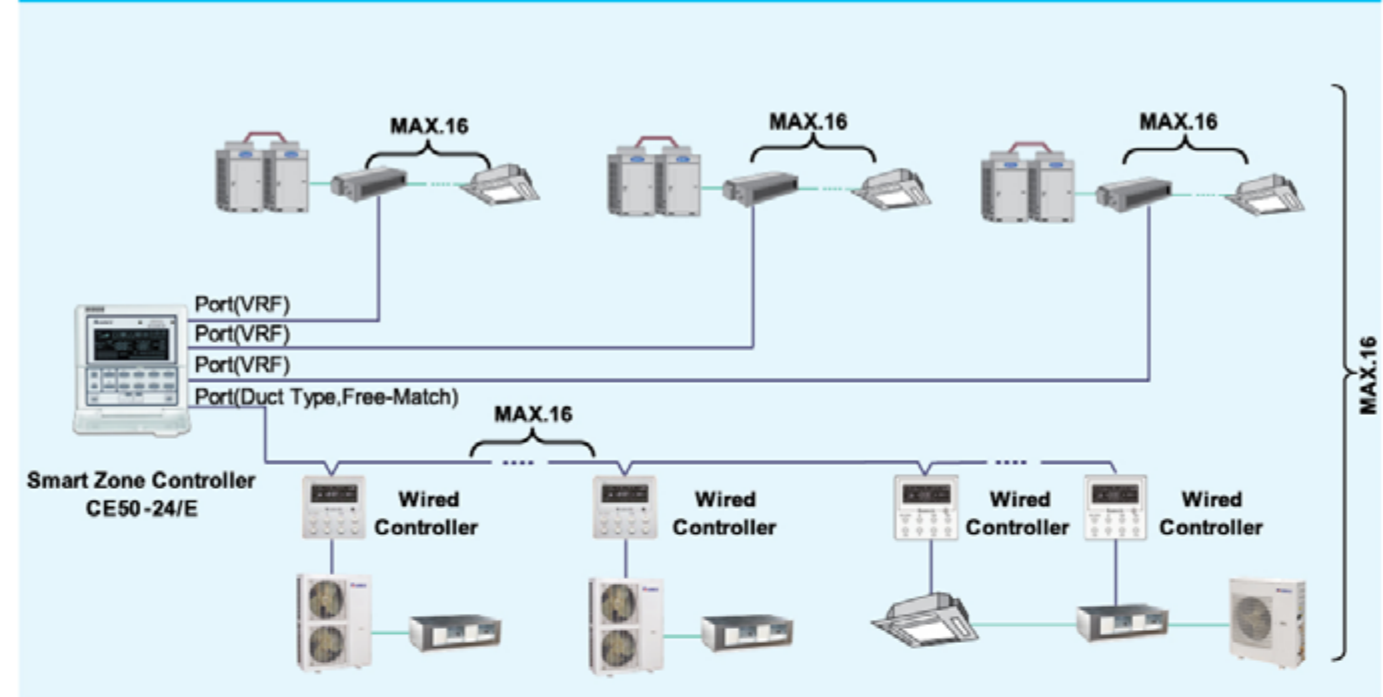 MAX.16
MAX.16
MAX.16
Port(VRF)
Port(VRF)
Port(VRF)
Port(Duct Type,Free-Match)
MAX.16
MAX.16
Smart Zone Controller
CE50-24/E
Wired
Controller
Wired
Controller
Wired
Controller
Wired
Controller